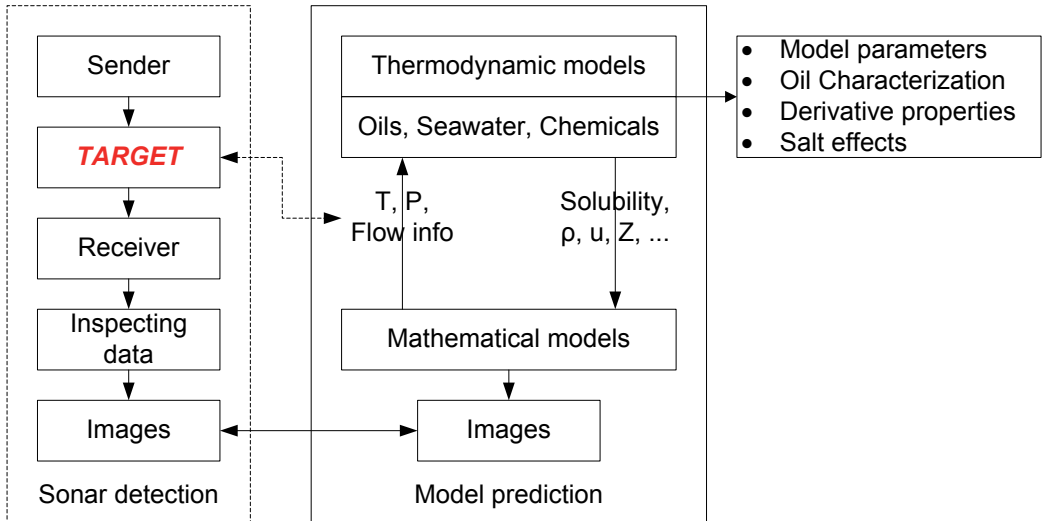 Sender
TARGET
Receiver
Inspecting
data
Images
Sonar detection
Thermodynamic models
Oils, Seawater, Chemicals
T, P,
Flow info
Solubility,
ρ, u, Z, ...
Mathematical models
Images
Model prediction
• Model parameters
• Oil Characterization
• Derivative properties
• Salt effects